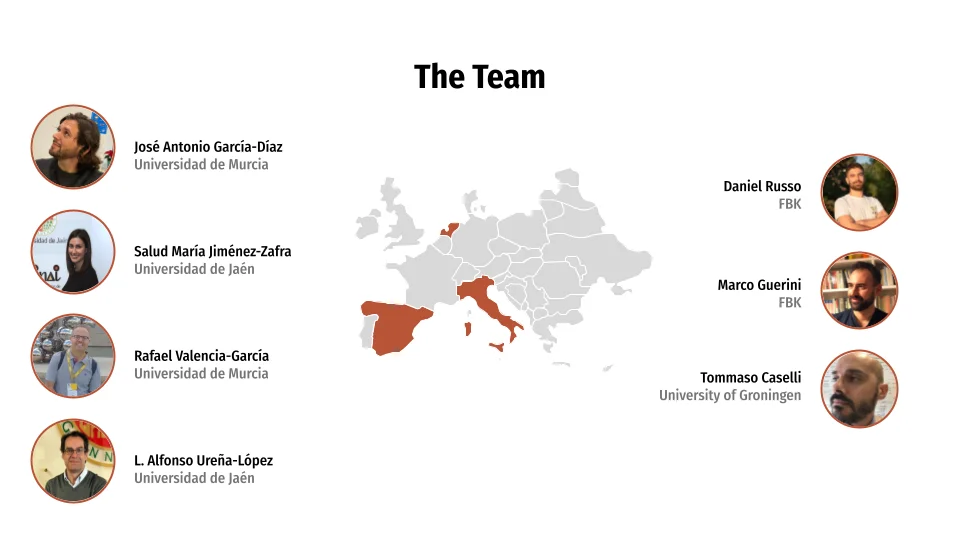 The Team
José Antonio García-Díaz
Universidad de Murcia
Salud María Jiménez-Zafra
Universidad de Jaén
Rafael Valencia-García
Universidad de Murcia
L. Alfonso Ureña-López
Universidad de Jaén
Daniel Russo
FBK
Marco Guerini
FBK
Tommaso Caselli
University of Groningen